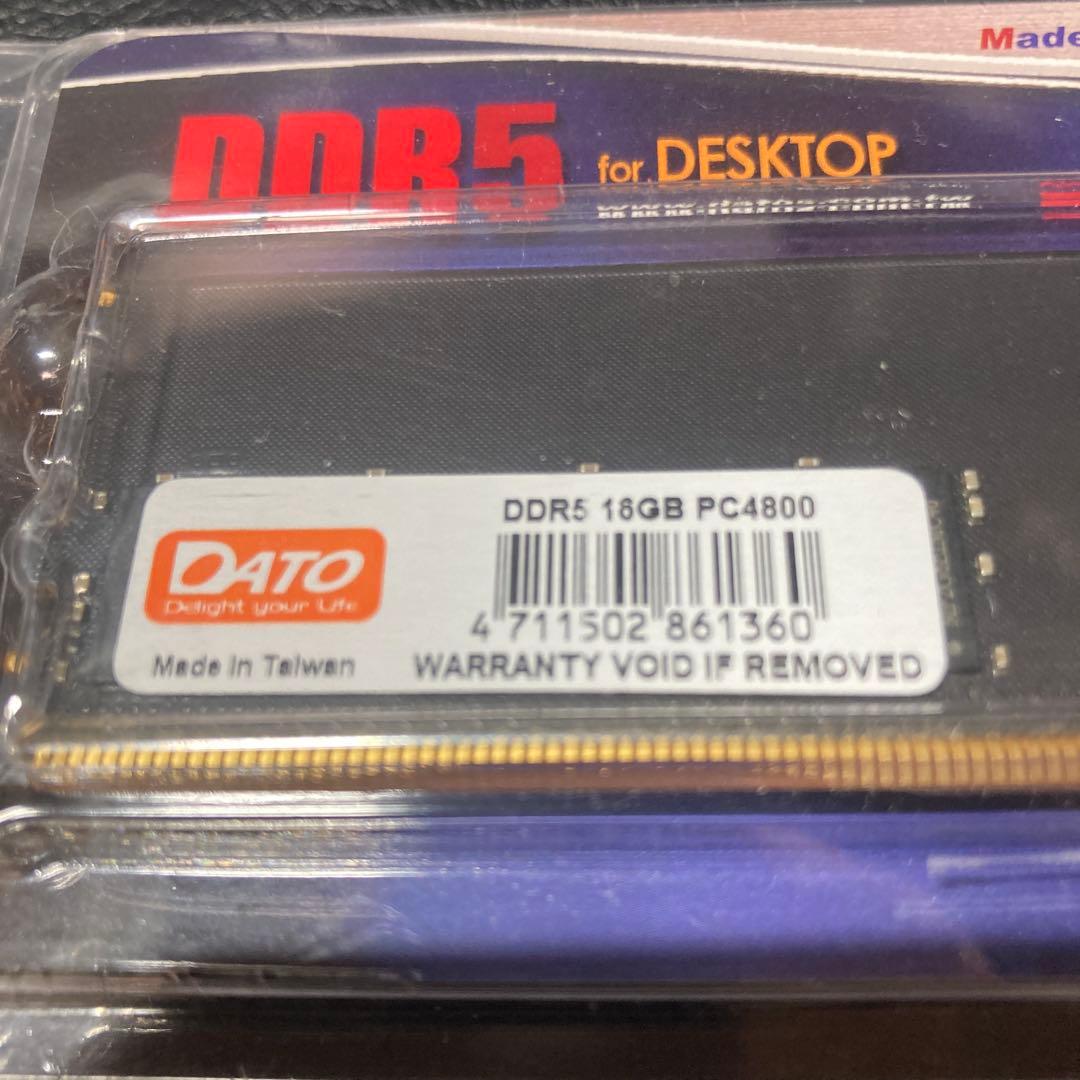 Made
DDR5 for DESKTOP
DDR5 16GB PC4800
DATO
Delight your Life
4 711502 861360
Made in Taiwan
WARRANTY VOID IF REMOVED